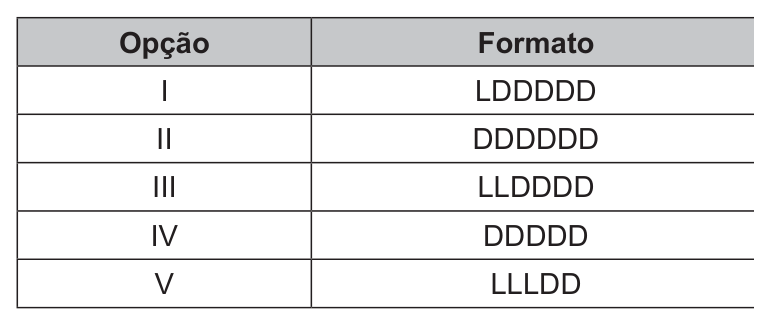 Opção Formato
I LDDDDD
II DDDDDD
III LLDDDD
IV DDDDD
V LLLDD